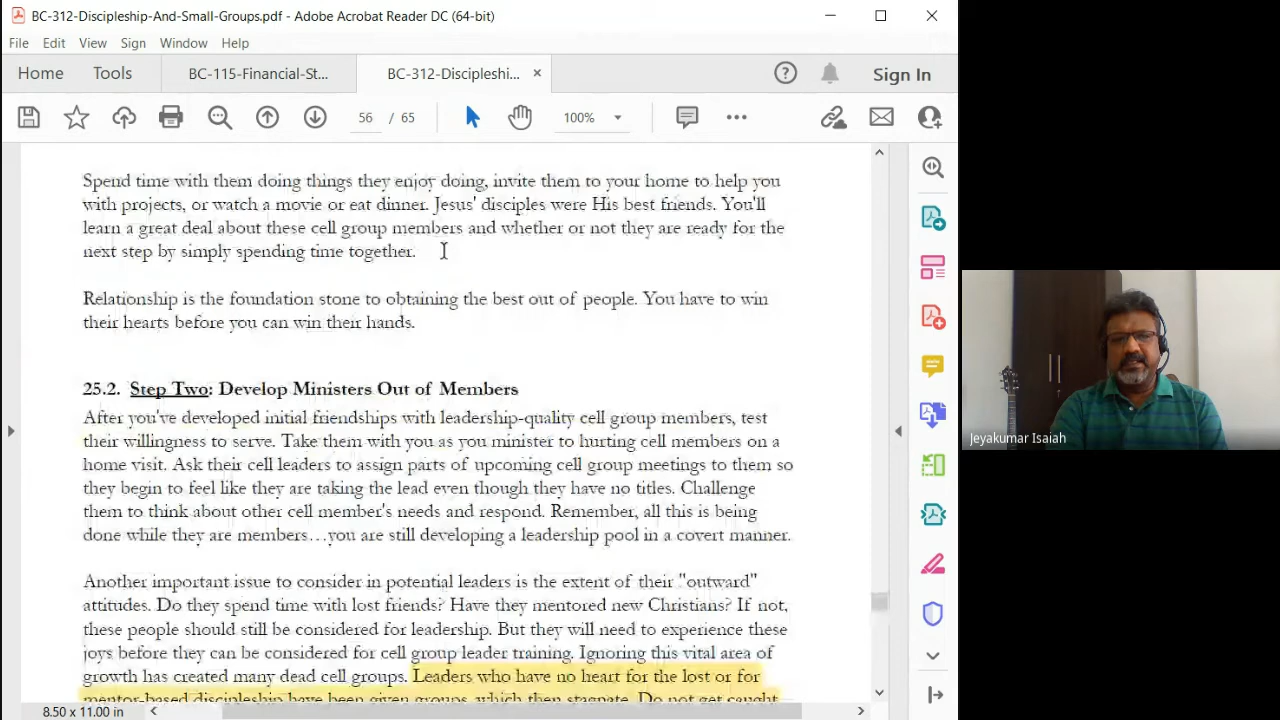 BC-312-Discipleship-And-Small-Groups.pdf - Adobe Acrobat Reader DC (64-bit)
File Edit View Sign Window Help
Home Tools BC-115-Financial-St... BC-312-Discipleshi... × Sign In
56 / 65 100%
Spend time with them doing things they enjoy doing, invite them to your home to help you
with projects, or watch a movie or eat dinner. Jesus' disciples were His best friends. You'll
learn a great deal about these cell group members and whether or not they are ready for the
next step by simply spending time together.
Relationship is the foundation stone to obtaining the best out of people. You have to win
their hearts before you can win their hands.
25.2. Step Two: Develop Ministers Out of Members
After you've developed initial friendships with leadership-quality cell group members, test
their willingness to serve. Take them with you as you minister to hurting cell members on a
home visit. Ask their cell leaders to assign parts of upcoming cell group meetings to them so
they begin to feel like they are taking the lead even though they have no titles. Challenge
them to think about other cell member's needs and respond. Remember, all this is being
done while they are members…you are still developing a leadership pool in a covert manner.
Another important issue to consider in potential leaders is the extent of their "outward"
attitudes. Do they spend time with lost friends? Have they mentored new Christians? If not,
these people should still be considered for leadership. But they will need to experience these
joys before they can be considered for cell group leader training. Ignoring this vital area of
growth has created many dead cell groups. Leaders who have no heart for the lost or for
mentor-based discipleship have been given groups, which then stagnate. Do not get caught
8.50 x 11.00 in
Jeyakumar Isaiah